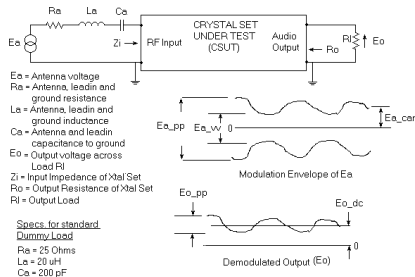 Ra La Ca
Ea
Zi
RF Input
CRYSTAL SET
UNDER TEST
(CSUT)
Audio
Output
Ro
Rl
Eo
Ea = Antenna voltage
Ra = Antenna, leadin and
ground resistance
La = Antenna, leadin and
ground inductance
Ca = Antenna and leadin
capacitance to ground
Eo = Output voltage across
Load Rl
Zi = Input Impedance of Xtal Set
Ro = Output Resistance of Xtal Set
Rl = Output Load
Specs. for standard
Dummy Load
Ra = 25 Ohms
La = 20 uH
Ca = 200 pF
Ea_pp
0
Ea_car
Modulation Envelope of Ea
Eo_pp
Eo_dc
0
Demodulated Output (Eo)